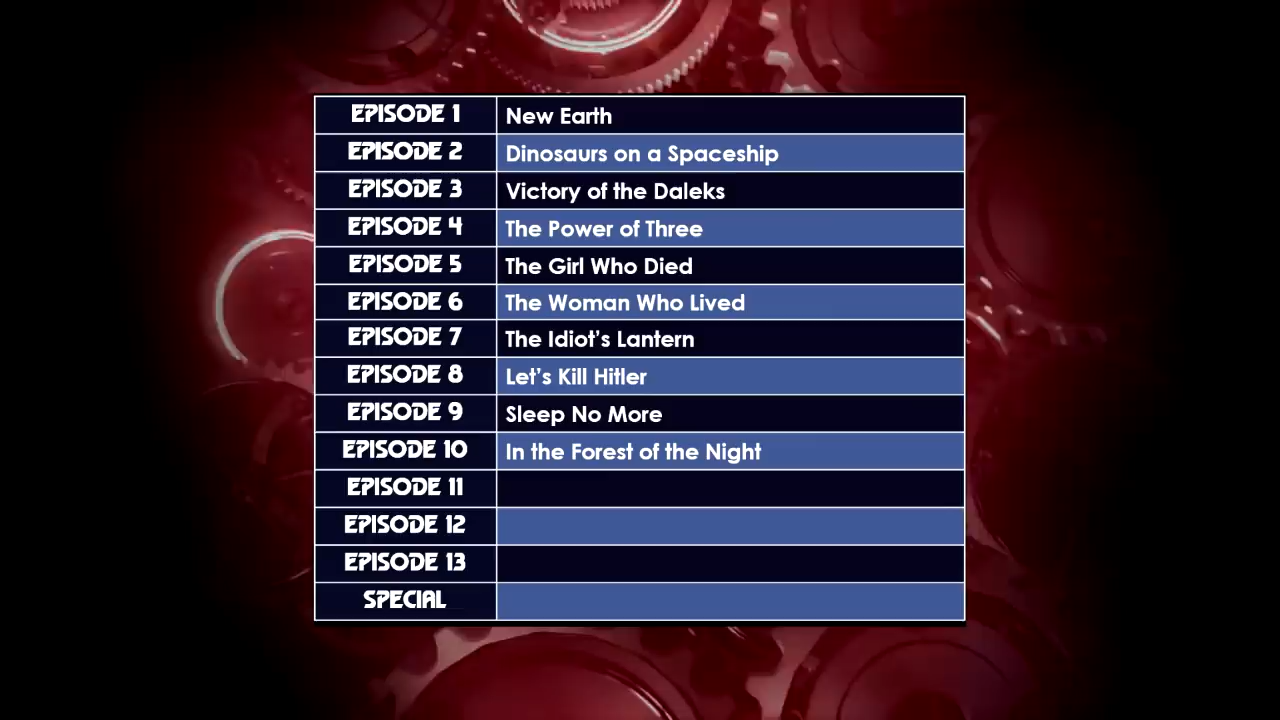 EPISODE 1 New Earth
EPISODE 2 Dinosaurs on a Spaceship
EPISODE 3 Victory of the Daleks
EPISODE 4 The Power of Three
EPISODE 5 The Girl Who Died
EPISODE 6 The Woman Who Lived
EPISODE 7 The Idiot’s Lantern
EPISODE 8 Let’s Kill Hitler
EPISODE 9 Sleep No More
EPISODE 10 In the Forest of the Night
EPISODE 11
EPISODE 12
EPISODE 13
SPECIAL